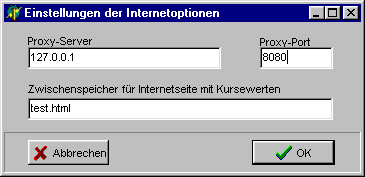 Einstellungen der Internetoptionen
Proxy-Server Proxy-Port
127.0.0.1 8080
Zwischenspeicher für Internetseite mit Kursewerten
test.html
Abbrechen OK